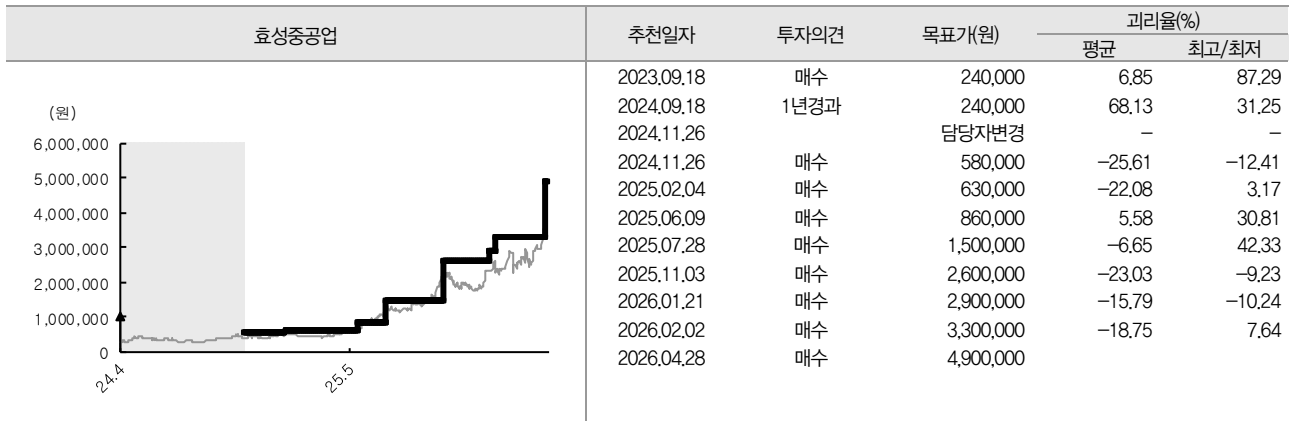 효성중공업
추천일자 투자의견 목표가(원) 괴리율(%)
평균 최고/최저
(원)
6,000,000
5,000,000
4,000,000
3,000,000
2,000,000
1,000,000
0
24.4
25.5
2023.09.18 매수 240,000 6.85 87.29
2024.09.18 1년경과 240,000 68.13 31.25
2024.11.26 담당자변경 - -
2024.11.26 매수 580,000 -25.61 -12.41
2025.02.04 매수 630,000 -22.08 3.17
2025.06.09 매수 860,000 5.58 30.81
2025.07.28 매수 1,500,000 -6.65 42.33
2025.11.03 매수 2,600,000 -23.03 -9.23
2026.01.21 매수 2,900,000 -15.79 -10.24
2026.02.02 매수 3,300,000 -18.75 7.64
2026.04.28 매수 4,900,000